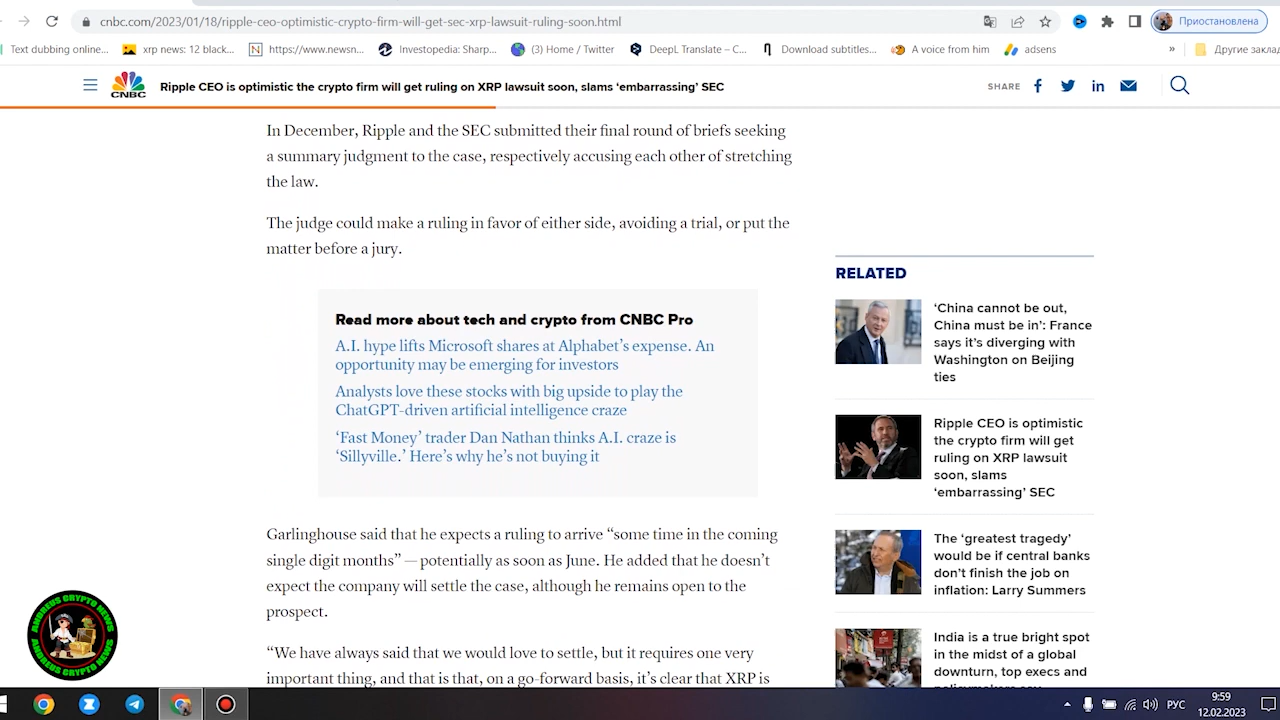 cnbc.com/2023/01/18/ripple-ceo-optimistic-crypto-firm-will-get-sec-xrp-lawsuit-ruling-soon.html
Приостановлена
Text dubbing online...
xrp news: 12 black...
https://www.newsn...
Investopedia: Sharp...
(3) Home / Twitter
DeepL Translate – C...
Download subtitles...
A voice from him
adsens
»
Другие закла
CNBC
Ripple CEO is optimistic the crypto firm will get ruling on XRP lawsuit soon, slams ‘embarrassing’ SEC
SHARE
In December, Ripple and the SEC submitted their final round of briefs seeking
a summary judgment to the case, respectively accusing each other of stretching
the law.
The judge could make a ruling in favor of either side, avoiding a trial, or put the
matter before a jury.
Read more about tech and crypto from CNBC Pro
A.I. hype lifts Microsoft shares at Alphabet’s expense. An
opportunity may be emerging for investors
Analysts love these stocks with big upside to play the
ChatGPT-driven artificial intelligence craze
‘Fast Money’ trader Dan Nathan thinks A.I. craze is
‘Sillyville.’ Here’s why he’s not buying it
Garlinghouse said that he expects a ruling to arrive “some time in the coming
single digit months” — potentially as soon as June. He added that he doesn’t
expect the company will settle the case, although he remains open to the
prospect.
“We have always said that we would love to settle, but it requires one very
important thing, and that is that, on a go-forward basis, it’s clear that XRP is
RELATED
‘China cannot be out,
China must be in’: France
says it’s diverging with
Washington on Beijing
ties
Ripple CEO is optimistic
the crypto firm will get
ruling on XRP lawsuit
soon, slams
‘embarrassing’ SEC
The ‘greatest tragedy’
would be if central banks
don’t finish the job on
inflation: Larry Summers
India is a true bright spot
in the midst of a global
downturn, top execs and
ANDREUS CRYPTO NEWS
ANDREUS CRYPTO NEWS
РУС
9:59
12.02.2023